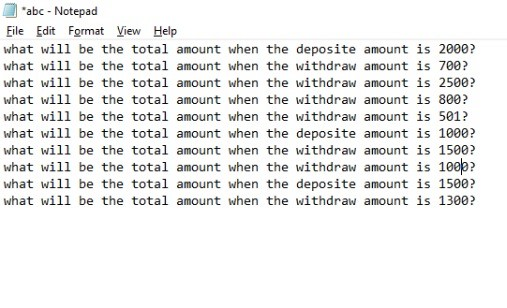 *abc - Notepad
File Edit Format View Help
what will be the total amount when the deposite amount is 2000?
what will be the total amount when the withdraw amount is 700?
what will be the total amount when the withdraw amount is 2500?
what will be the total amount when the withdraw amount is 800?
what will be the total amount when the withdraw amount is 501?
what will be the total amount when the deposite amount is 1000?
what will be the total amount when the withdraw amount is 1500?
what will be the total amount when the withdraw amount is 1000?
what will be the total amount when the deposite amount is 1500?
what will be the total amount when the withdraw amount is 1300?